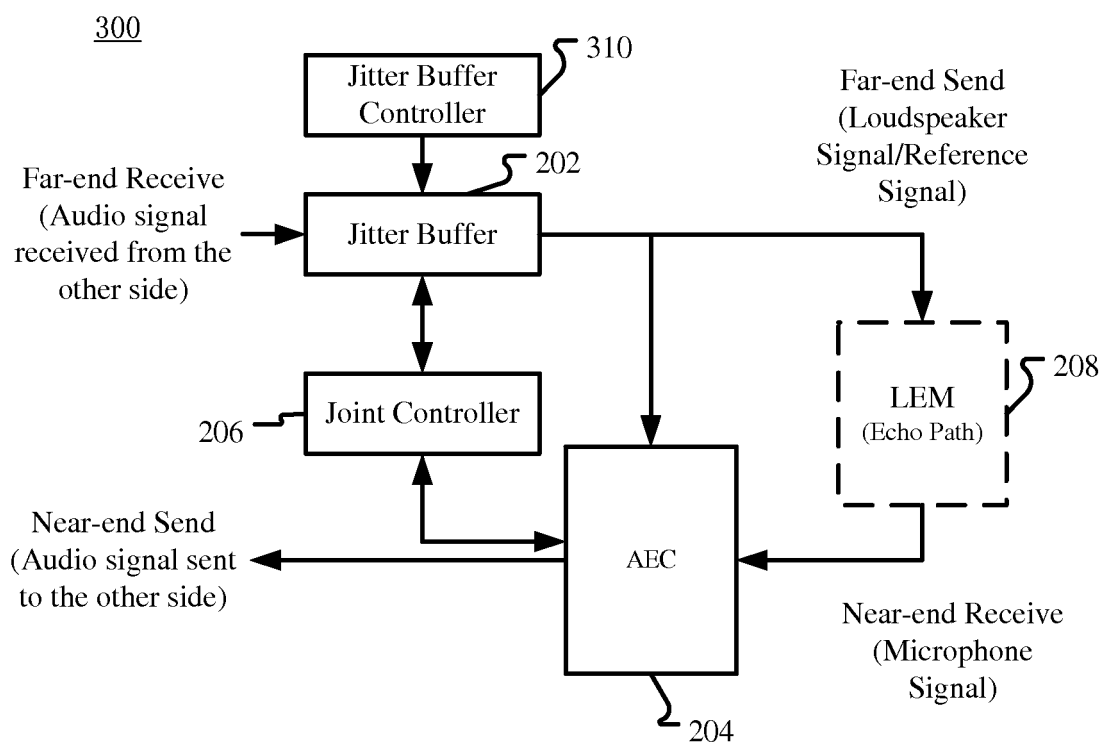 300
310
Jitter Buffer
Controller
Far-end Send
(Loudspeaker
Signal/Reference
Signal)
202
Far-end Receive
(Audio signal
received from the
other side)
Jitter Buffer
208
LEM
(Echo Path)
Joint Controller
206
Near-end Send
(Audio signal sent
to the other side)
AEC
Near-end Receive
(Microphone
Signal)
204